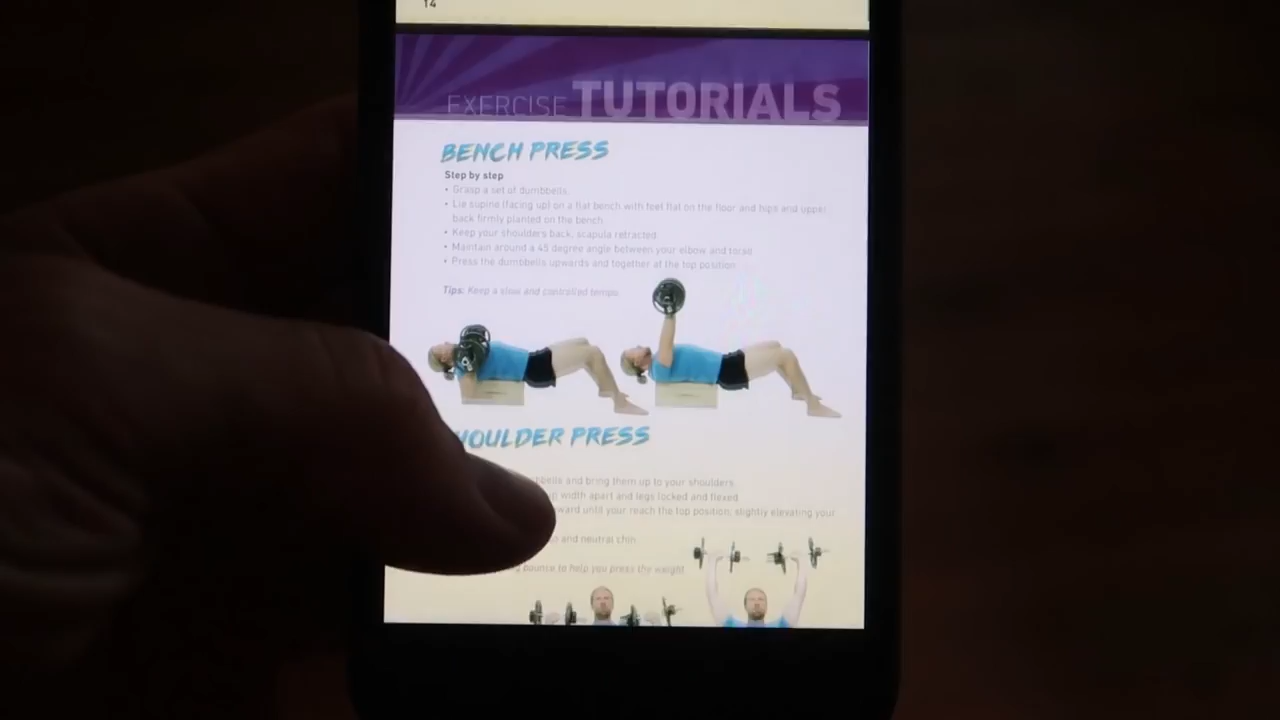 14
EXERCISE TUTORIALS
BENCH PRESS
Step by step
• Grasp a set of dumbbells.
• Lie supine (facing up) on a flat bench with feet flat on the floor and hips and upper
back firmly planted on the bench.
• Keep your shoulders back, scapula retracted.
• Maintain around a 45 degree angle between your elbow and torso.
• Press the dumbbells upwards and together at the top position.
Tips: Keep a slow and controlled tempo.
HOULDER PRESS
bells and bring them up to your shoulders.
width apart and legs locked and flexed.
ward until your reach the top position, slightly elevating your
and neutral chin.
bounce to help you press the weight.